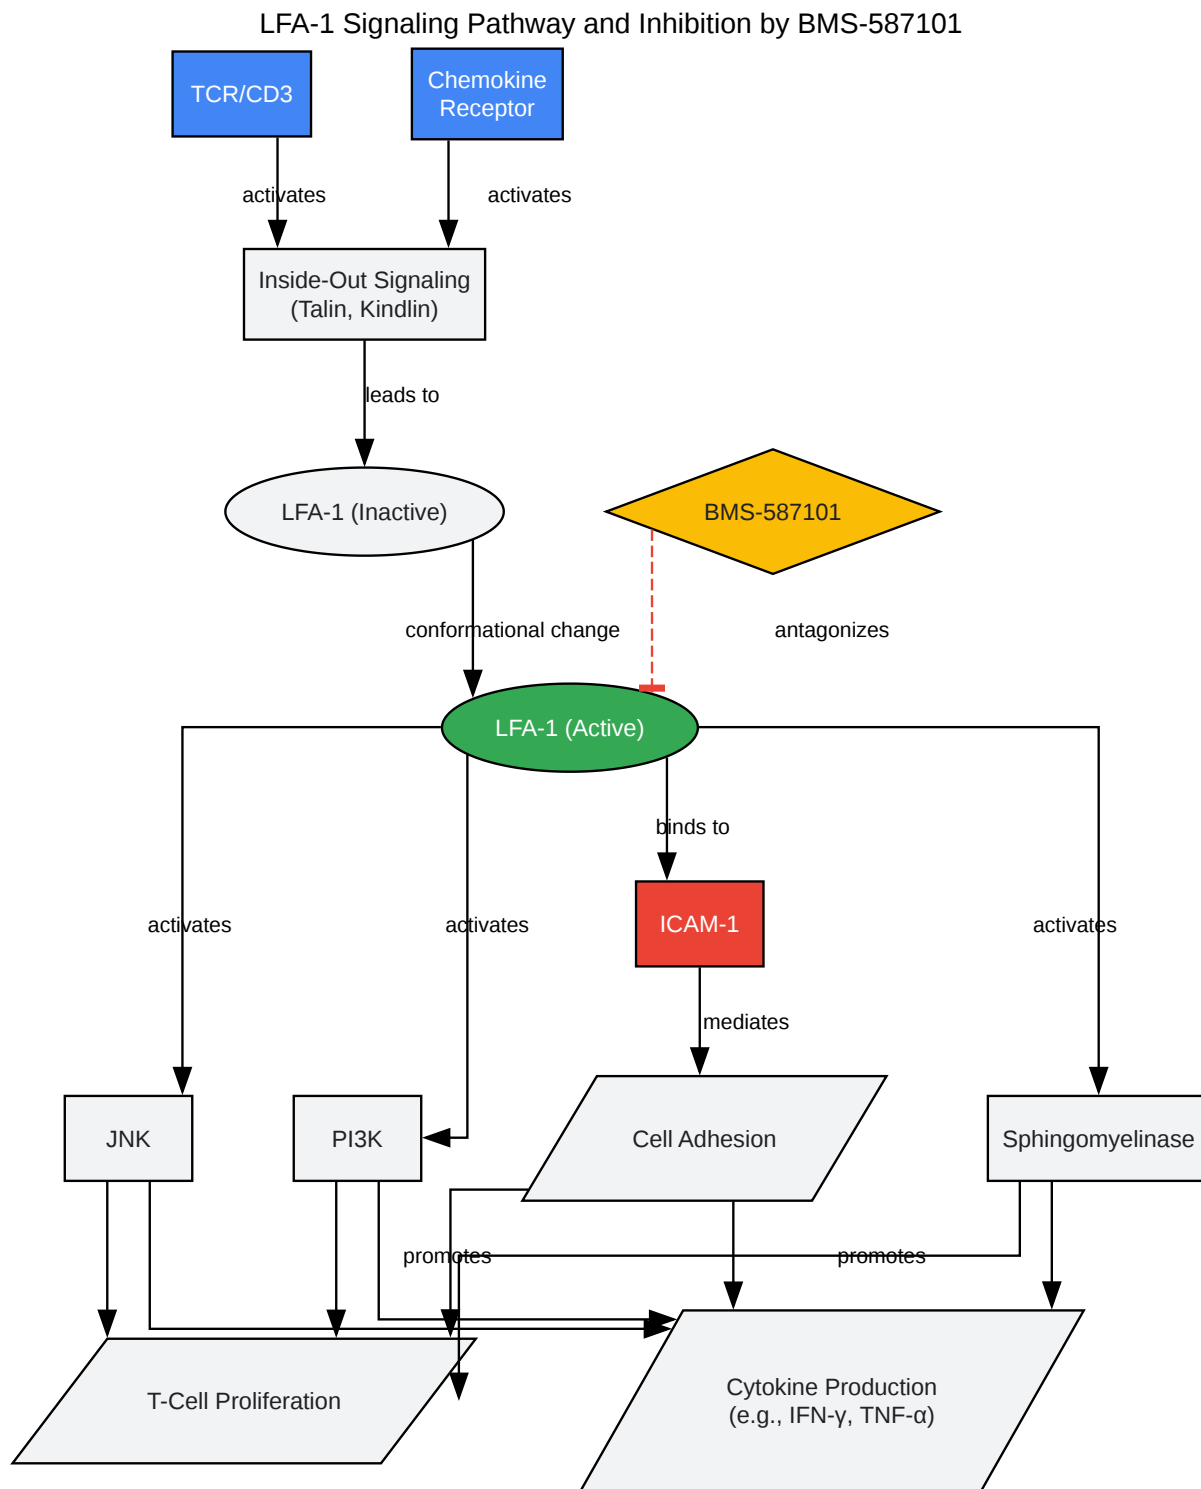 LFA-1 Signaling Pathway and Inhibition by BMS-587101
TCR/CD3
Chemokine
Receptor
activates
activates
Inside-Out Signaling
(Talin, Kindlin)
leads to
LFA-1 (Inactive)
BMS-587101
conformational change
antagonizes
LFA-1 (Active)
binds to
activates
activates
ICAM-1
activates
mediates
JNK
PI3K
Cell Adhesion
Sphingomyelinase
promotes
promotes
T-Cell Proliferation
Cytokine Production
(e.g., IFN-γ, TNF-α)